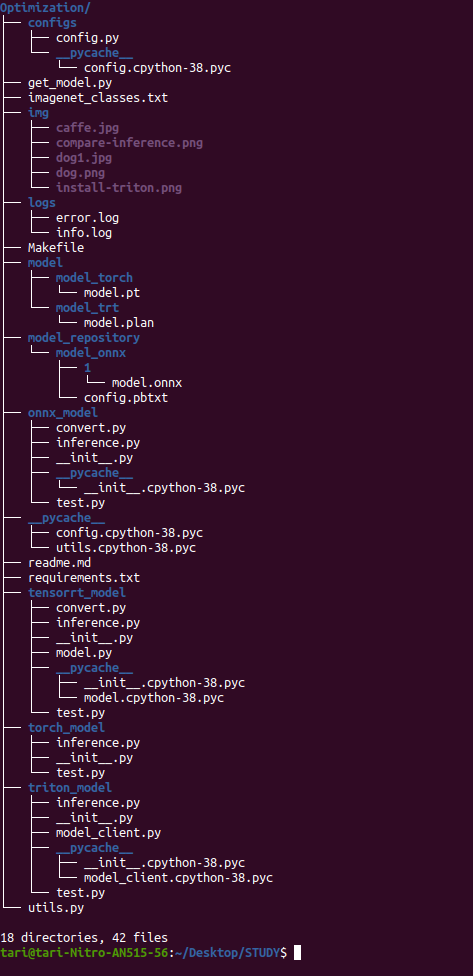 Optimization/
├── configs
│   ├── config.py
│   └── __pycache__
│       └── config.cpython-38.pyc
├── get_model.py
├── imagenet_classes.txt
├── img
│   ├── caffe.jpg
│   ├── compare-inference.png
│   ├── dog1.jpg
│   ├── dog.png
│   └── install-triton.png
├── logs
│   ├── error.log
│   └── info.log
├── Makefile
├── model
│   ├── model_torch
│   │   └── model.pt
│   └── model_trt
│       └── model.plan
├── model_repository
│   └── model_onnx
│       ├── 1
│       │   └── model.onnx
│       └── config.pbtxt
├── onnx_model
│   ├── convert.py
│   ├── inference.py
│   ├── __init__.py
│   ├── __pycache__
│   │   └── __init__.cpython-38.pyc
│   └── test.py
├── __pycache__
│   ├── config.cpython-38.pyc
│   └── utils.cpython-38.pyc
├── readme.md
├── requirements.txt
├── tensorrt_model
│   ├── convert.py
│   ├── inference.py
│   ├── __init__.py
│   ├── model.py
│   ├── __pycache__
│   │   ├── __init__.cpython-38.pyc
│   │   └── model.cpython-38.pyc
│   └── test.py
├── torch_model
│   ├── inference.py
│   ├── __init__.py
│   └── test.py
├── triton_model
│   ├── inference.py
│   ├── __init__.py
│   ├── model_client.py
│   ├── __pycache__
│   │   ├── __init__.cpython-38.pyc
│   │   └── model_client.cpython-38.pyc
│   └── test.py
└── utils.py
18 directories, 42 files
tari@tari-Nitro-AN515-56:~/Desktop/STUDY$